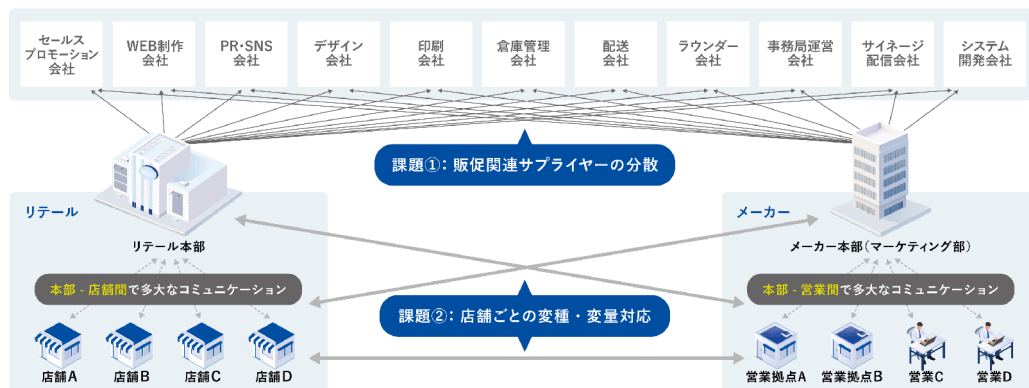 セールス
プロモーション
会社
WEB制作
会社
PR・SNS
会社
デザイン
会社
印刷
会社
倉庫管理
会社
配送
会社
ラウンダー
会社
事務局運営
会社
サイネージ
配信会社
システム
開発会社
課題①：販促関連サプライヤーの分散
リテール
メーカー
リテール本部
メーカー本部（マーケティング部）
本部 - 店舗間で多大なコミュニケーション
本部 - 営業間で多大なコミュニケーション
課題②：店舗ごとの変種・変量対応
店舗A
店舗B
店舗C
店舗D
営業拠点A
営業拠点B
営業C
営業D